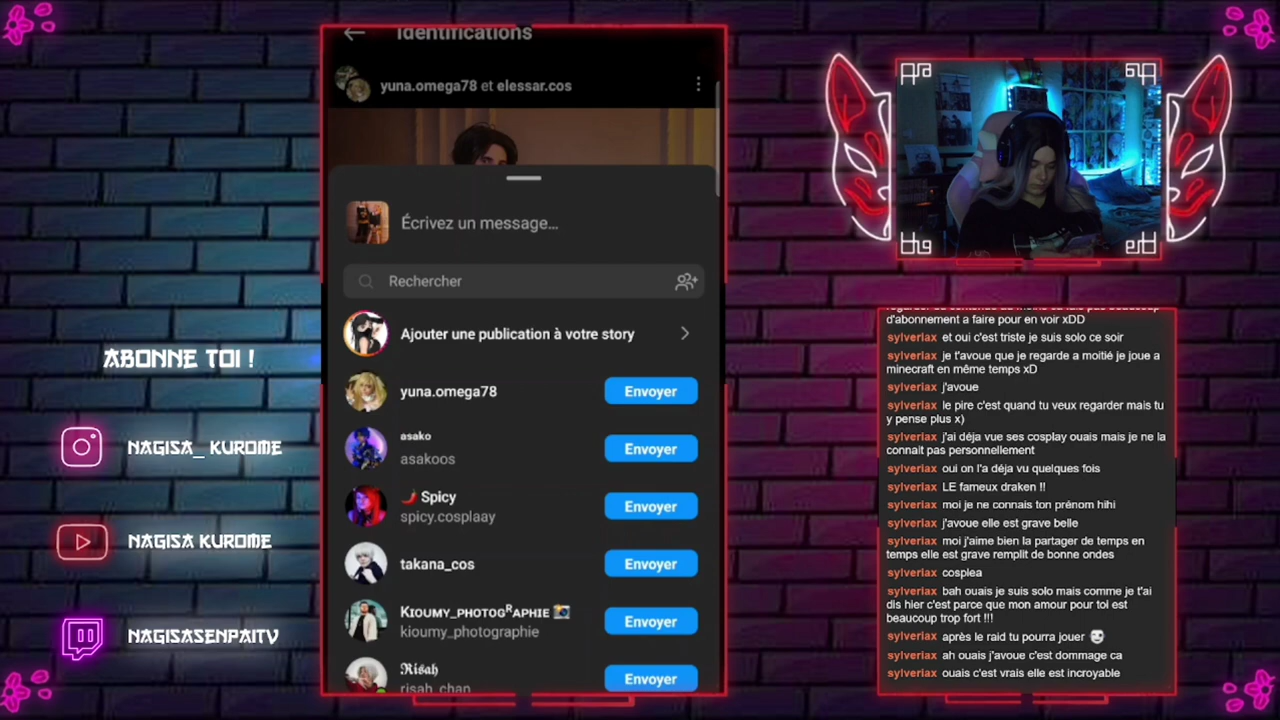 Identifications
yuna.omega78 et elessar.cos
Écrivez un message...
Rechercher
Ajouter une publication à votre story
yuna.omega78
Envoyer
asako
asakoos
Envoyer
🌶️ Spicy
spicy.cosplaay
Envoyer
takana_cos
Envoyer
Kɪᴏᴜᴍʏ_ᴘʜᴏᴛᴏɢᴿᴀᴘʜɪᴇ 📸
kioumy_photographie
Envoyer
𝕽𝖎𝖘𝖆𝖍
risah_chan
Envoyer
ABONNE TOI !
NAGISA_KUROME
NAGISA KUROME
NAGISASENPAITV
d'abonnement a faire pour en voir xDD
sylveriax et oui c'est triste je suis solo ce soir
sylveriax je t'avoue que je regarde a moitié je joue a
minecraft en même temps xD
sylveriax j'avoue
sylveriax le pire c'est quand tu veux regarder mais tu
y pense plus x)
sylveriax j'ai déja vue ses cosplay ouais mais je ne la
connait pas personnellement
sylveriax oui on l'a déja vu quelques fois
sylveriax LE fameux draken !!
sylveriax moi je ne connais ton prénom hihi
sylveriax j'avoue elle est grave belle
sylveriax moi j'aime bien la partager de temps en
temps elle est grave remplit de bonne ondes
sylveriax cosplea
sylveriax bah ouais je suis solo mais comme je t'ai
dis hier c'est parce que mon amour pour toi est
beaucoup trop fort !!!
sylveriax après le raid tu pourra jouer
sylveriax ah ouais j'avoue c'est dommage ca
sylveriax ouais c'est vrais elle est incroyable